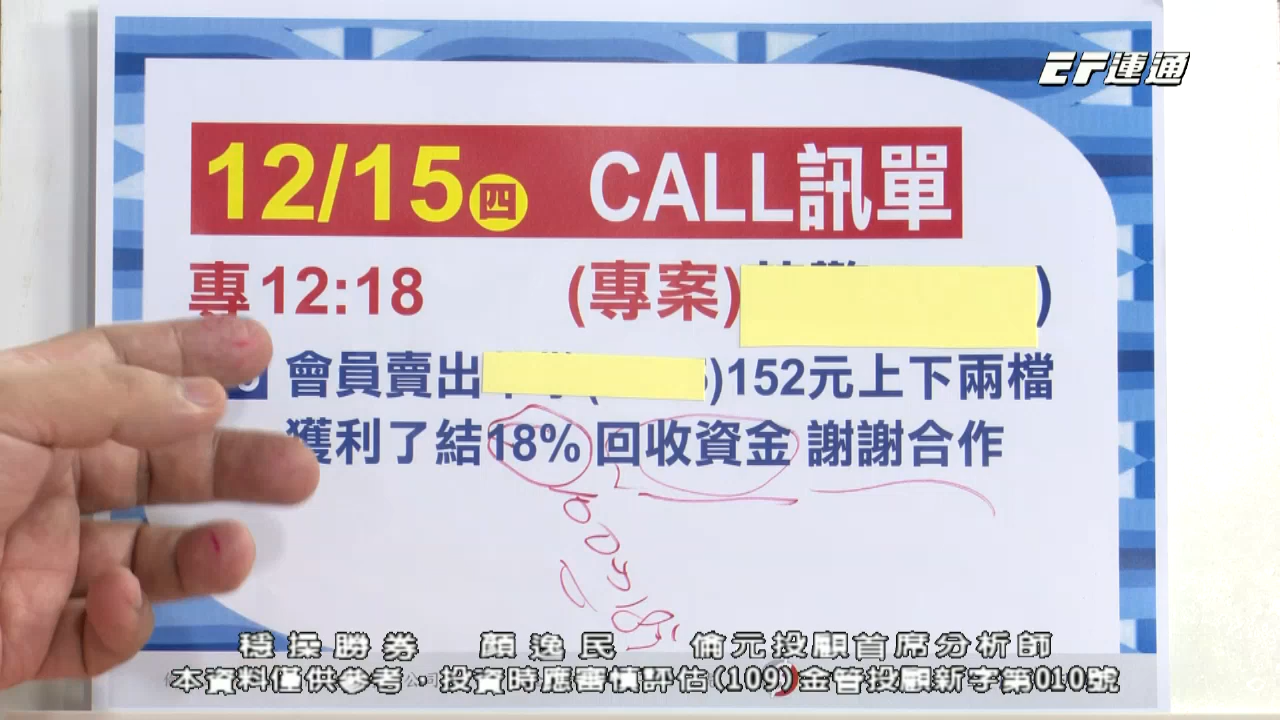 EF運通
12/15四 CALL訊單
專12:18 (專案) )
會員賣出 )152元上下兩檔
獲利了結18% 回收資金 謝謝合作
穩操勝券 顏逸民 倫元投顧首席分析師
本資料僅供參考，投資時應審慎評估(109)金管投顧新字第010號